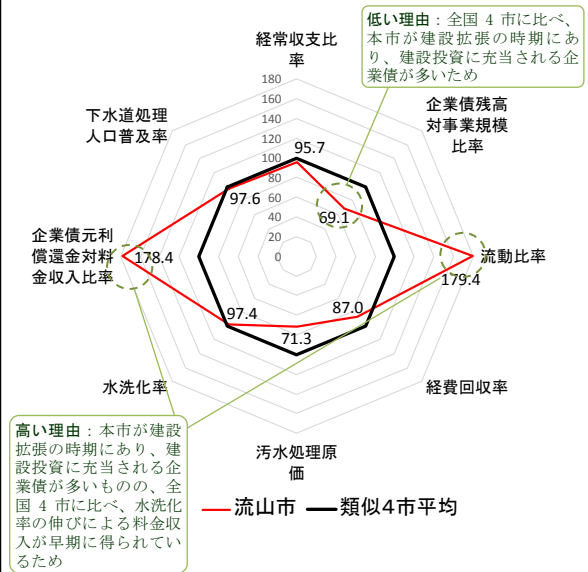 低い理由：全国 4 市に比べ、
本市が建設拡張の時期にあ
り、建設投資に充当される企
業債が多いため
経常収支比
率
企業債残高
対事業規模
比率
流動比率
経費回収率
汚水処理原
価
水洗化率
企業債元利
償還金対料
金収入比率
下水道処理
人口普及率
180
160
140
120
100
80
60
40
20
0
95.7
69.1
179.4
87.0
71.3
97.4
178.4
97.6
高い理由：本市が建設
拡張の時期にあり、建
設投資に充当される企
業債が多いものの、全
国 4 市に比べ、水洗化
率の伸びによる料金収
入が早期に得られてい
るため
流山市
類似4市平均